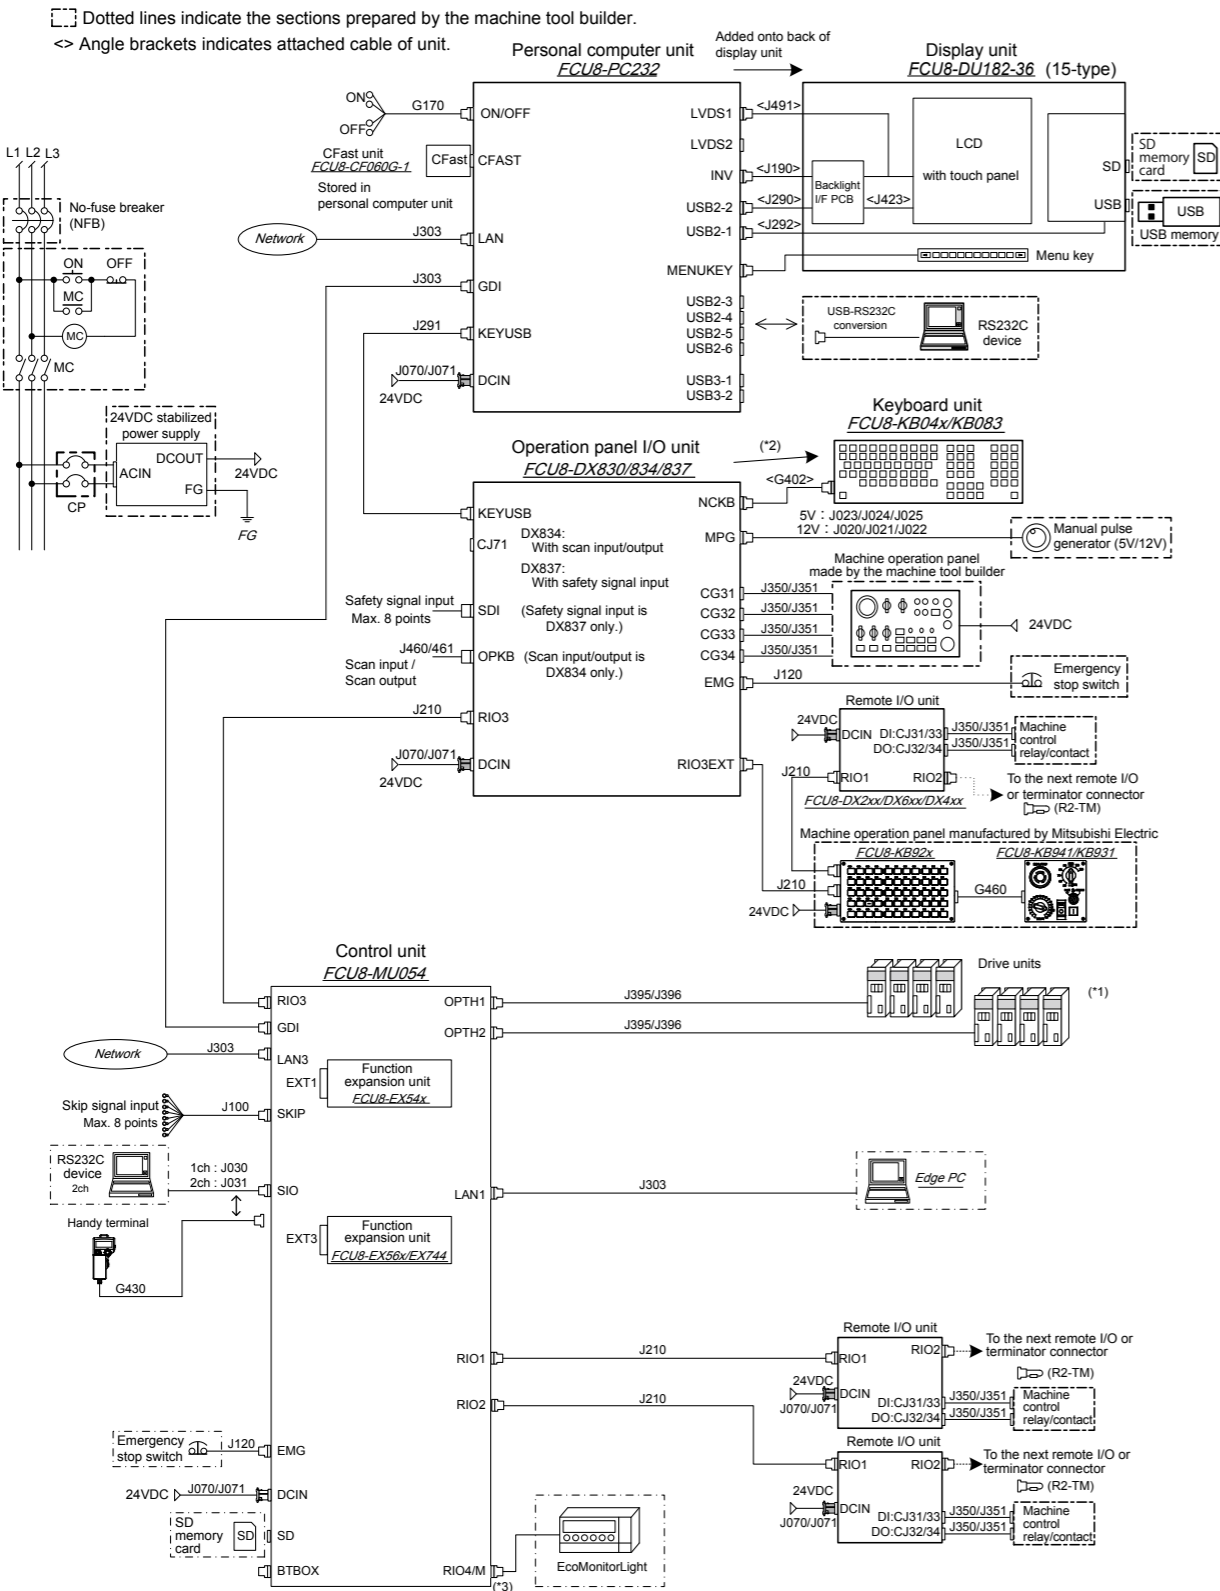 Dotted lines indicate the sections prepared by the machine tool builder.
<> Angle brackets indicates attached cable of unit.
Personal computer unit
FCU8-PC232
Added onto back of
display unit
Display unit
FCU8-DU182-36 (15-type)
ON
OFF
G170
ON/OFF
CFast unit
FCU8-CF060G-1
Stored in
personal computer unit
CFast
CFAST
Network
J303
LAN
J303
GDI
J291
KEYUSB
J070/J071
24VDC
DCIN
LVDS1
<J491>
LVDS2
INV
<J190>
USB2-2
<J290>
USB2-1
<J292>
MENUKEY
USB2-3
USB2-4
USB2-5
USB2-6
USB3-1
USB3-2
Backlight
I/F PCB
<J423>
LCD
with touch panel
Menu key
SD
USB
SD
memory
card
SD
USB
USB memory
USB-RS232C
conversion
RS232C
device
L1 L2 L3
No-fuse breaker
(NFB)
ON
OFF
MC
MC
MC
24VDC stabilized
power supply
DCOUT
ACIN
FG
24VDC
CP
FG
Operation panel I/O unit
FCU8-DX830/834/837
(*2)
Keyboard unit
FCU8-KB04x/KB083
KEYUSB
CJ71
DX834:
With scan input/output
DX837:
With safety signal input
Safety signal input
Max. 8 points
SDI
(Safety signal input is
DX837 only.)
J460/461
Scan input /
Scan output
OPKB
(Scan input/output is
DX834 only.)
J210
RIO3
J070/J071
24VDC
DCIN
NCKB
<G402>
MPG
5V : J023/J024/J025
12V : J020/J021/J022
Manual pulse
generator (5V/12V)
Machine operation panel
made by the machine tool builder
CG31
J350/J351
CG32
J350/J351
CG33
J350/J351
CG34
J350/J351
24VDC
EMG
J120
Emergency
stop switch
RIO3EXT
Remote I/O unit
24VDC
DCIN
DI:CJ31/33
DO:CJ32/34
J350/J351
J350/J351
Machine
control
relay/contact
J210
RIO1
RIO2
To the next remote I/O
or terminator connector
(R2-TM)
FCU8-DX2xx/DX6xx/DX4xx
Machine operation panel manufactured by Mitsubishi Electric
FCU8-KB92x
FCU8-KB941/KB931
J210
24VDC
G460
Control unit
FCU8-MU054
RIO3
GDI
Network
J303
LAN3
EXT1
Function
expansion unit
FCU8-EX54x
Skip signal input
Max. 8 points
J100
SKIP
RS232C
device
2ch
1ch : J030
2ch : J031
SIO
Handy terminal
G430
EXT3
Function
expansion unit
FCU8-EX56x/EX744
OPTH1
J395/J396
OPTH2
J395/J396
Drive units
(*1)
LAN1
J303
Edge PC
RIO1
J210
RIO2
J210
Remote I/O unit
RIO1
RIO2
To the next remote I/O or
terminator connector
(R2-TM)
24VDC
J070/J071
DCIN
DI:CJ31/33
DO:CJ32/34
J350/J351
J350/J351
Machine
control
relay/contact
Remote I/O unit
RIO1
RIO2
To the next remote I/O or
terminator connector
(R2-TM)
24VDC
J070/J071
DCIN
DI:CJ31/33
DO:CJ32/34
J350/J351
J350/J351
Machine
control
relay/contact
Emergency
stop switch
J120
EMG
24VDC
J070/J071
DCIN
SD
memory
card
SD
SD
BTBOX
RIO4/M
(*3)
EcoMonitorLight